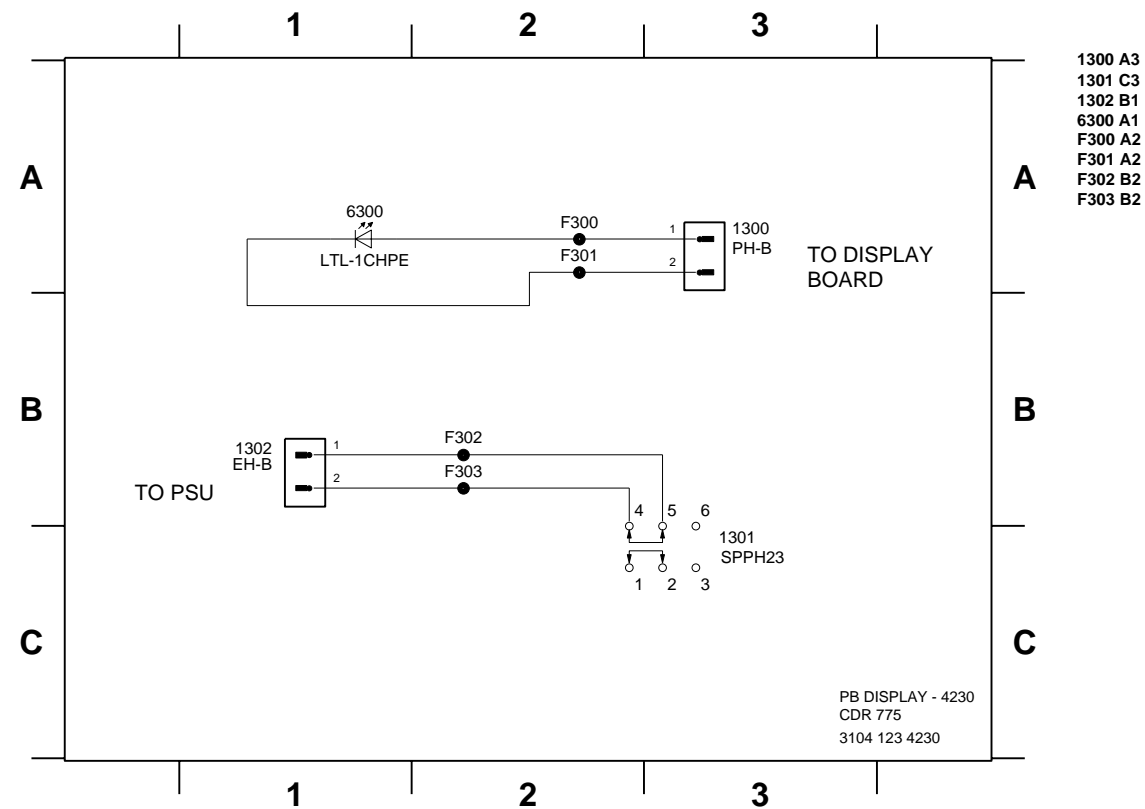 1 2 3
1300 A3
1301 C3
1302 B1
6300 A1
F300 A2
F301 A2
F302 B2
F303 B2
A A
6300
LTL-1CHPE
F300
F301
1
2
1300
PH-B
TO DISPLAY
BOARD
B B
1302
EH-B
1
2
F302
F303
TO PSU
4 5 6
1301
SPPH23
1 2 3
C C
PB DISPLAY - 4230
CDR 775
3104 123 4230
1 2 3